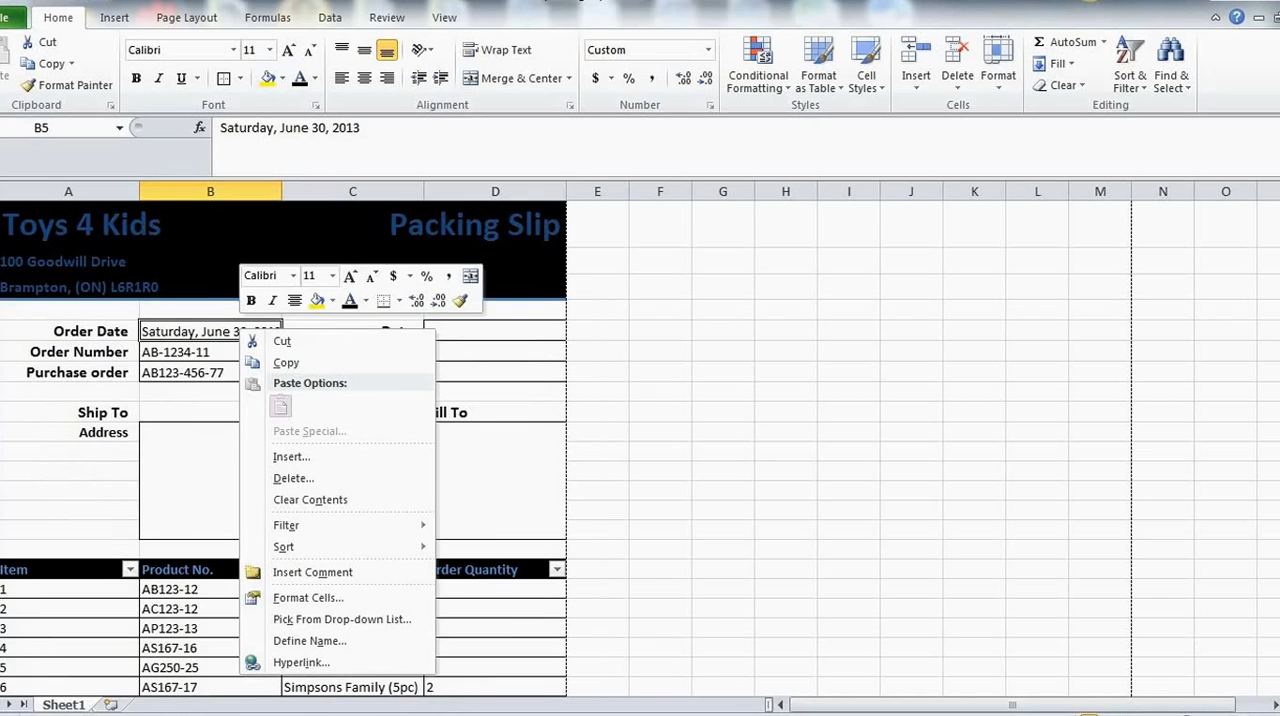 Home Insert Page Layout Formulas Data Review View
Cut
Copy
Format Painter
Clipboard
Calibri 11
B I U
Font
Wrap Text
Merge & Center
Alignment
Custom
$ % ,
Number
Conditional Formatting
Format as Table
Cell Styles
Styles
Insert
Delete
Format
Cells
Σ AutoSum
Fill
Clear
Sort & Filter
Find & Select
Editing
B5 fx Saturday, June 30, 2013
A B C D E F G H I J K L M N O
Toys 4 Kids Packing Slip
100 Goodwill Drive
Brampton, (ON) L6R1R0
Calibri 11 A A $ % ,
B I A
Order Date Saturday, June
Order Number AB-1234-11
Purchase order AB123-456-77
Ship To
Address
Cut
Copy
Paste Options:
Paste Special...
Insert...
Delete...
Clear Contents
Filter
Sort
Insert Comment
Format Cells...
Pick From Drop-down List...
Define Name...
Hyperlink...
Item Product No. Quantity
1 AB123-12
2 AC123-12
3 AP123-13
4 AS167-16
5 AG250-25
6 AS167-17 Simpsons Family (5pc) 2
Sheet1